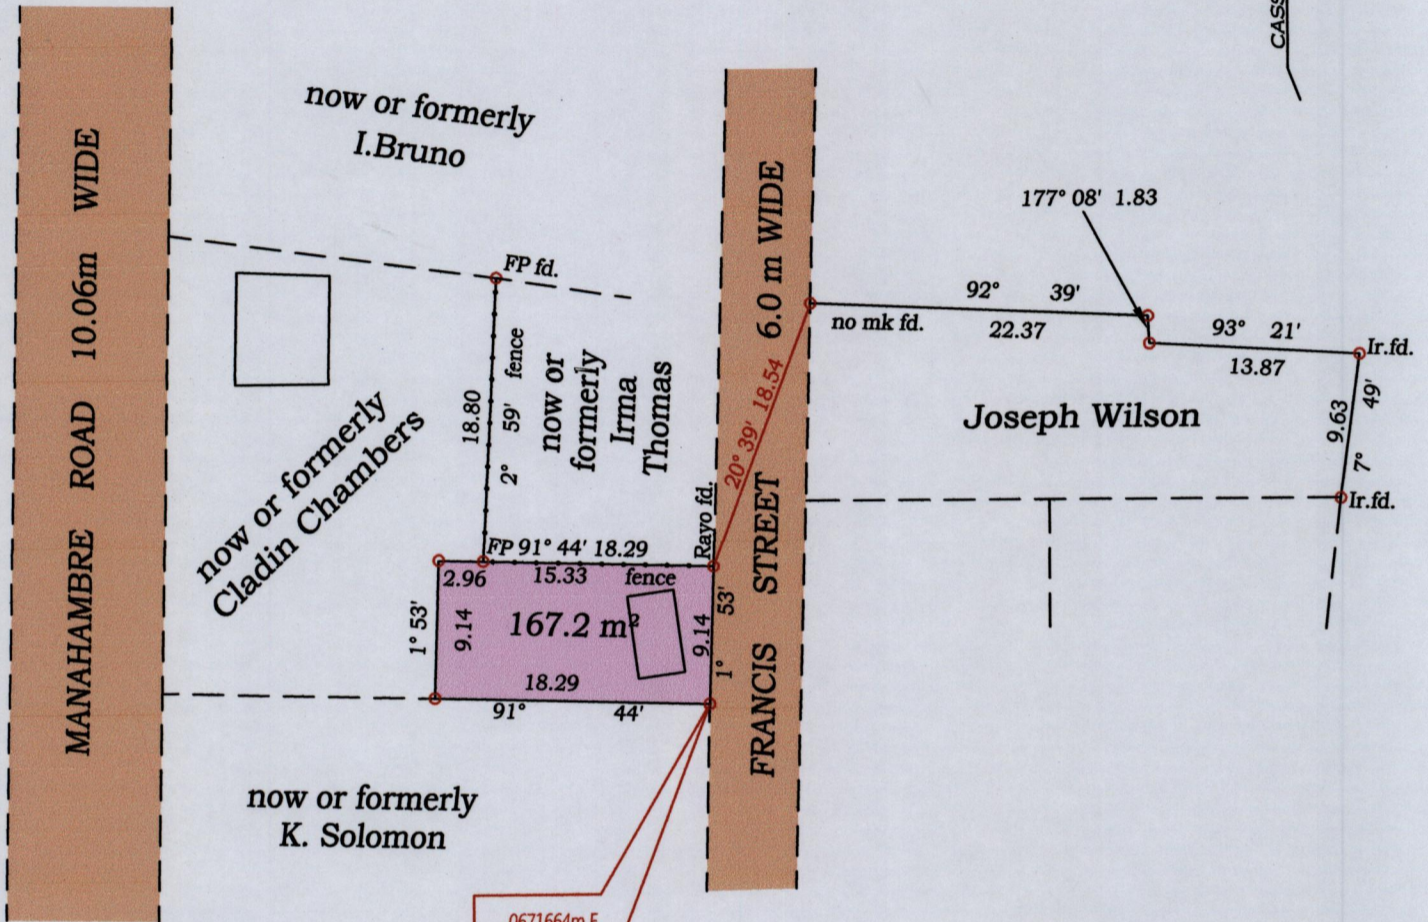 CASS
now or formerly
I.Bruno
MANAHAMBRE ROAD 10.06m WIDE
FRANCIS STREET 6.0 m WIDE
177° 08' 1.83
FP fd.
92° 39'
no mk fd.
22.37
93° 21'
13.87
Ir.fd.
9.63
7° 49'
Ir.fd.
Joseph Wilson
20° 39' 18.54
18.80
2° 59' fence
now or
formerly
Irma
Thomas
now or formerly
Cladin Chambers
Rayo fd.
FP 91° 44' 18.29
2.96
15.33
fence
1° 53'
9.14
167.2 m²
9.14
1° 53'
18.29
91° 44'
now or formerly
K. Solomon
0671664m E